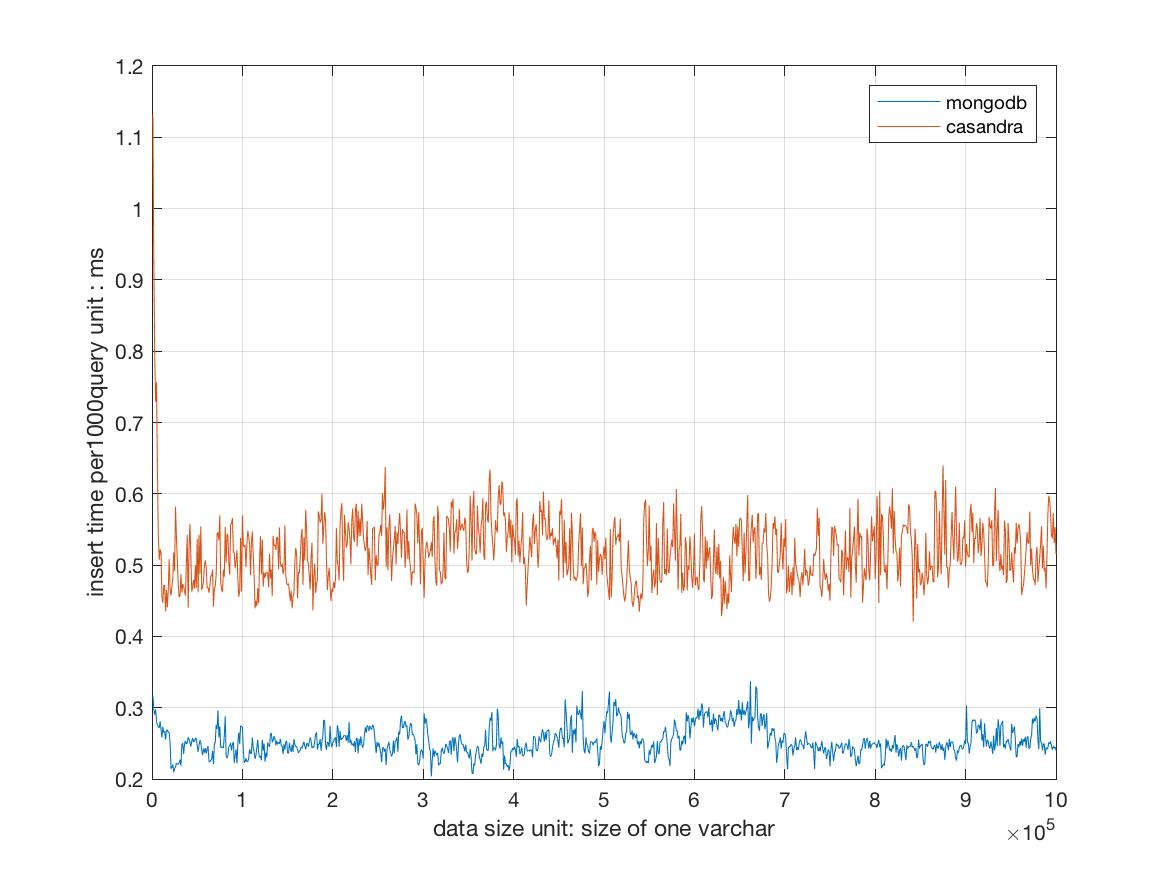 1.2
1.1
1
0.9
0.8
0.7
0.6
0.5
0.4
0.3
0.2
insert time per1000query unit : ms
mongodb
casandra
0 1 2 3 4 5 6 7 8 9 10
×10⁵
data size unit: size of one varchar